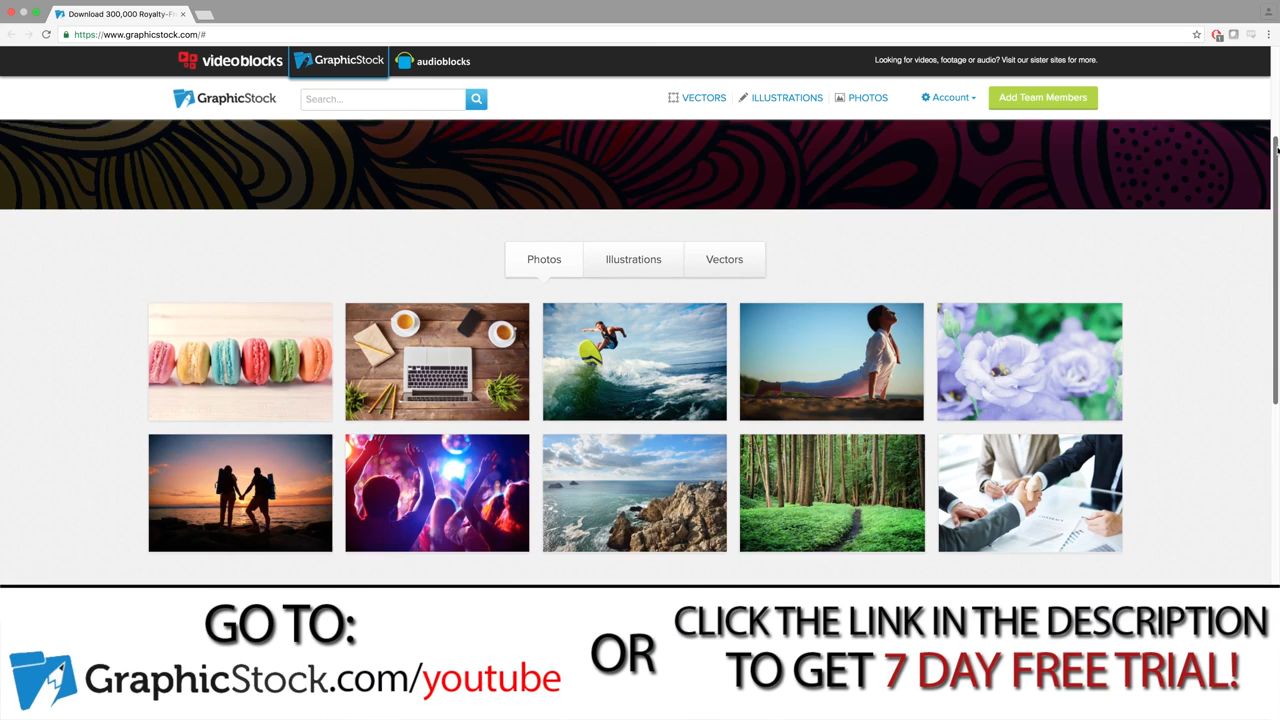 Download 300,000 Royalty-Fr
https://www.graphicstock.com/#
videoblocks
GraphicStock
audioblocks
Looking for videos, footage or audio? Visit our sister sites for more.
GraphicStock
Search...
VECTORS
ILLUSTRATIONS
PHOTOS
Account
Add Team Members
Photos
Illustrations
Vectors
GO TO:
GraphicStock.com/youtube
OR
CLICK THE LINK IN THE DESCRIPTION
TO GET 7 DAY FREE TRIAL!